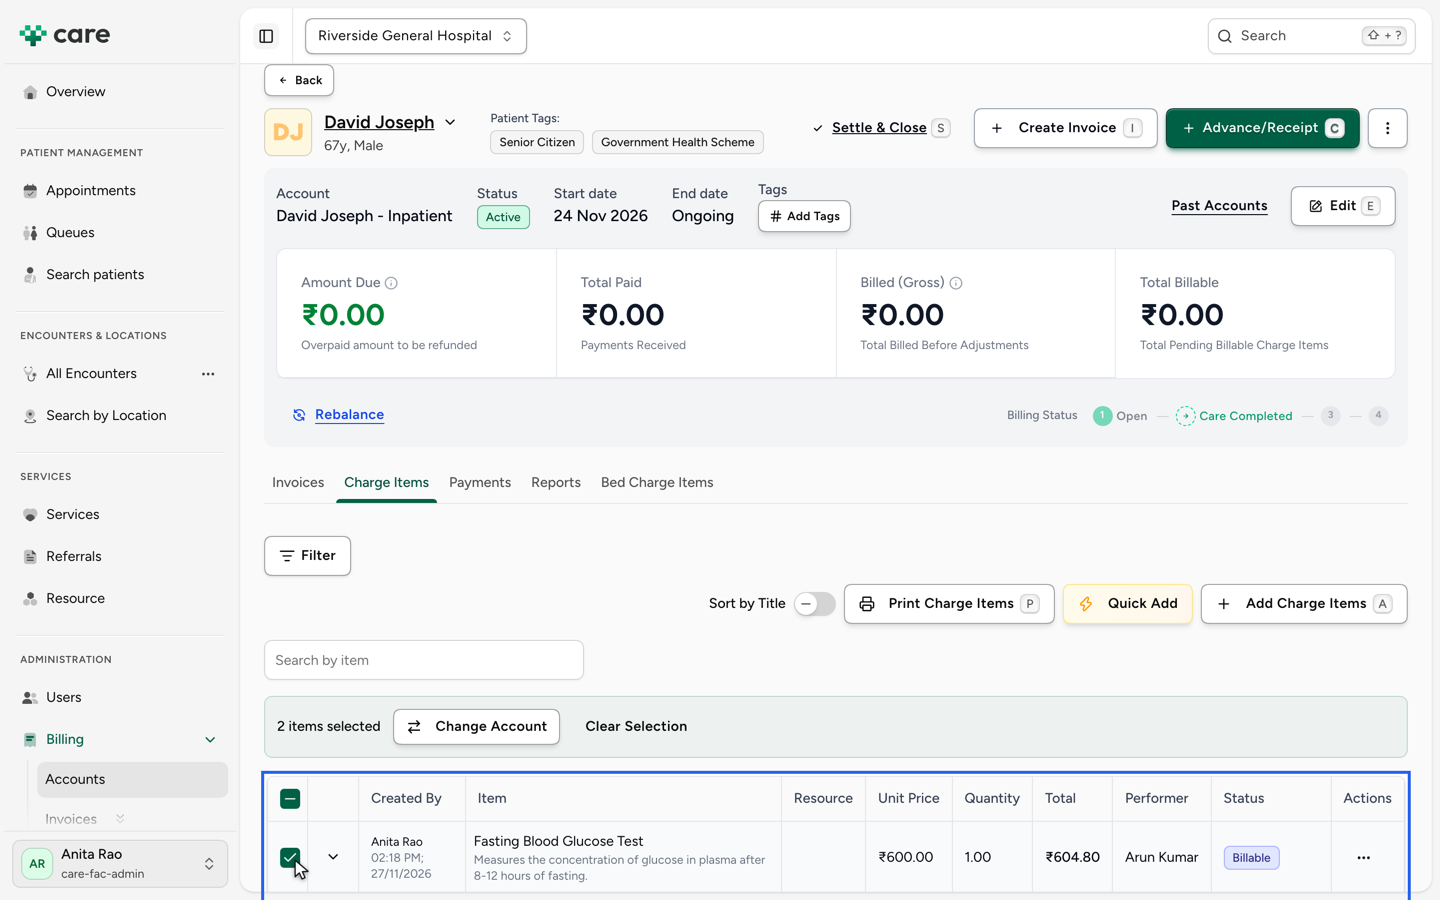 care
Riverside General Hospital
Search
+ ?
Overview
PATIENT MANAGEMENT
Appointments
Queues
Search patients
ENCOUNTERS & LOCATIONS
All Encounters
Search by Location
SERVICES
Services
Referrals
Resource
ADMINISTRATION
Users
Billing
Accounts
Invoices
AR
Anita Rao
care-fac-admin
Back
DJ
David Joseph
67y, Male
Patient Tags:
Senior Citizen
Government Health Scheme
Settle & Close S
Create Invoice I
Advance/Receipt C
Account
David Joseph - Inpatient
Status
Active
Start date
24 Nov 2026
End date
Ongoing
Tags
Add Tags
Past Accounts
Edit E
Amount Due
₹0.00
Overpaid amount to be refunded
Total Paid
₹0.00
Payments Received
Billed (Gross)
₹0.00
Total Billed Before Adjustments
Total Billable
₹0.00
Total Pending Billable Charge Items
Rebalance
Billing Status 1 Open Care Completed 3 4
Invoices Charge Items Payments Reports Bed Charge Items
Filter
Sort by Title
Print Charge Items P
Quick Add
Add Charge Items A
Search by item
2 items selected
Change Account
Clear Selection
Created By Item Resource Unit Price Quantity Total Performer Status Actions
Anita Rao
02:18 PM;
27/11/2026
Fasting Blood Glucose Test
Measures the concentration of glucose in plasma after
8-12 hours of fasting.
₹600.00
1.00
₹604.80
Arun Kumar
Billable